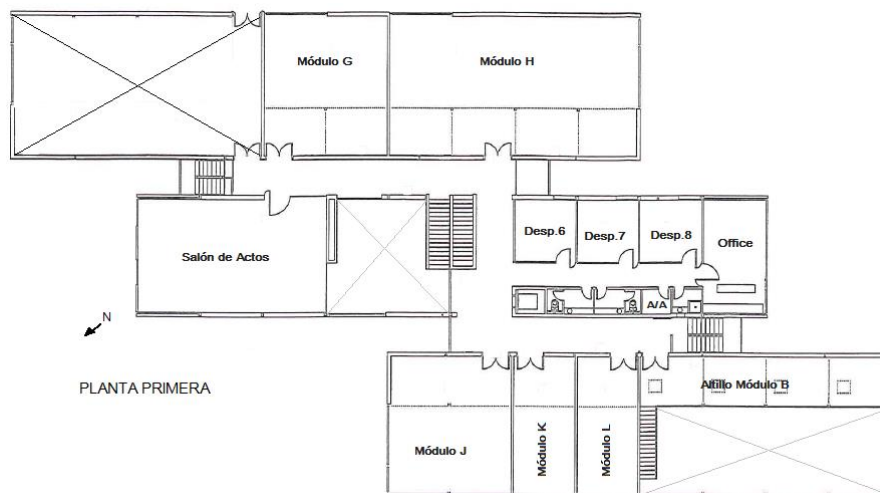 Módulo G
Módulo H
Desp.6
Desp.7
Desp.8
Office
Salón de Actos
A/A
N
PLANTA PRIMERA
Altillo Módulo B
Módulo J
Módulo K
Módulo L